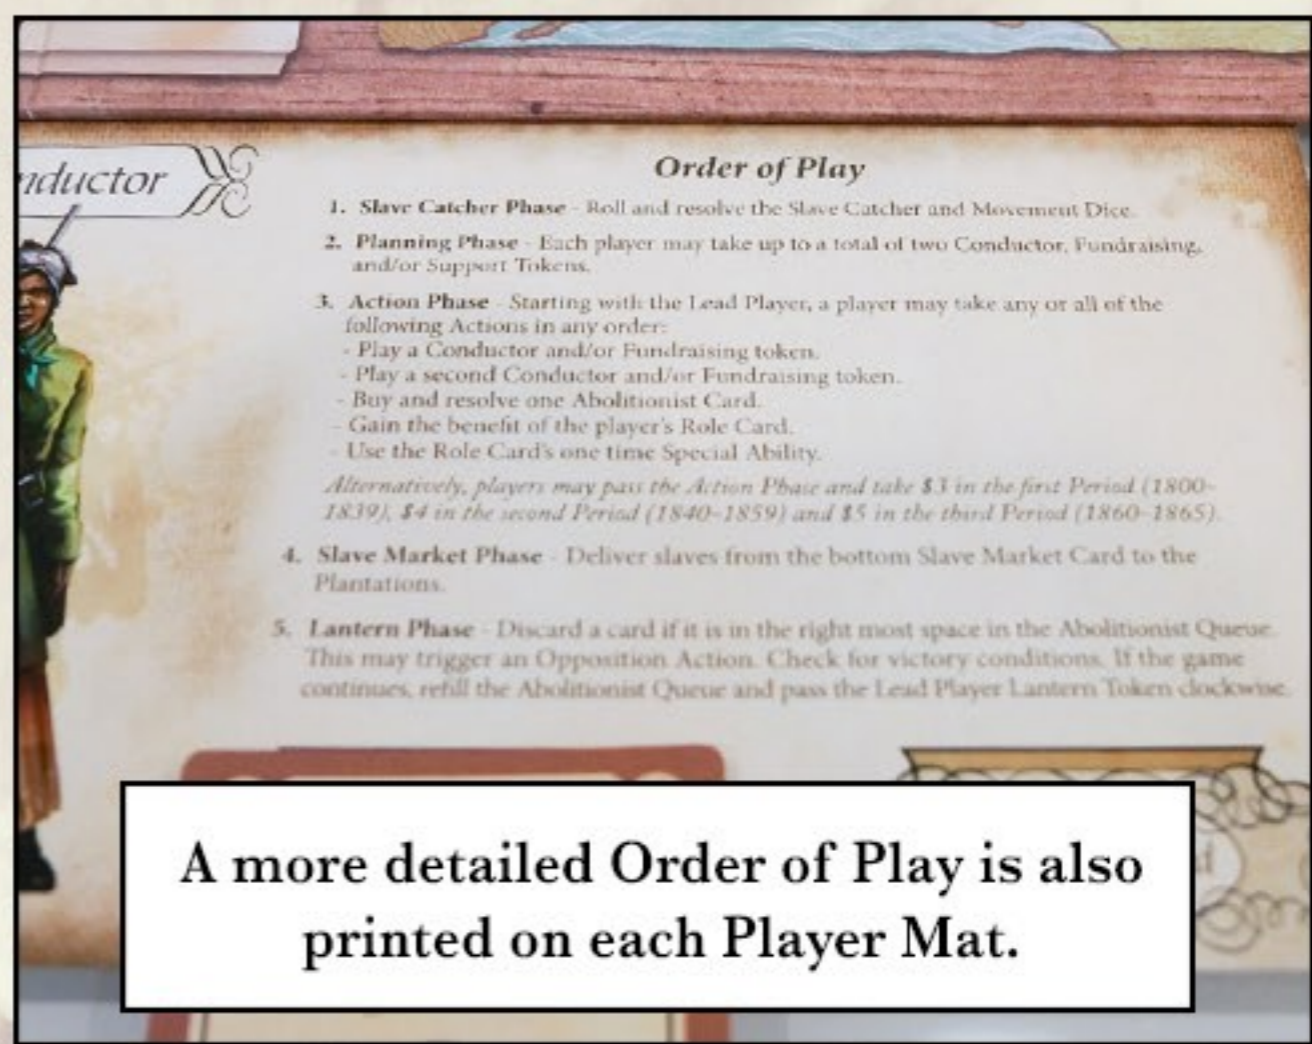 nductor
Order of Play
1. Slave Catcher Phase - Roll and resolve the Slave Catcher and Movement Dice.
2. Planning Phase - Each player may take up to a total of two Conductor, Fundraising,
and/or Support Tokens.
3. Action Phase - Starting with the Lead Player, a player may take any or all of the
following Actions in any order:
- Play a Conductor and/or Fundraising token.
- Play a second Conductor and/or Fundraising token.
- Buy and resolve one Abolitionist Card.
- Gain the benefit of the player's Role Card.
- Use the Role Card's one time Special Ability.
Alternatively, players may pass the Action Phase and take $3 in the first Period (1800-
1839), $4 in the second Period (1840-1859) and $5 in the third Period (1860-1865).
4. Slave Market Phase - Deliver slaves from the bottom Slave Market Card to the
Plantations.
5. Lantern Phase - Discard a card if it is in the right most space in the Abolitionist Queue.
This may trigger an Opposition Action. Check for victory conditions. If the game
continues, refill the Abolitionist Queue and pass the Lead Player Lantern Token clockwise.
A more detailed Order of Play is also
printed on each Player Mat.